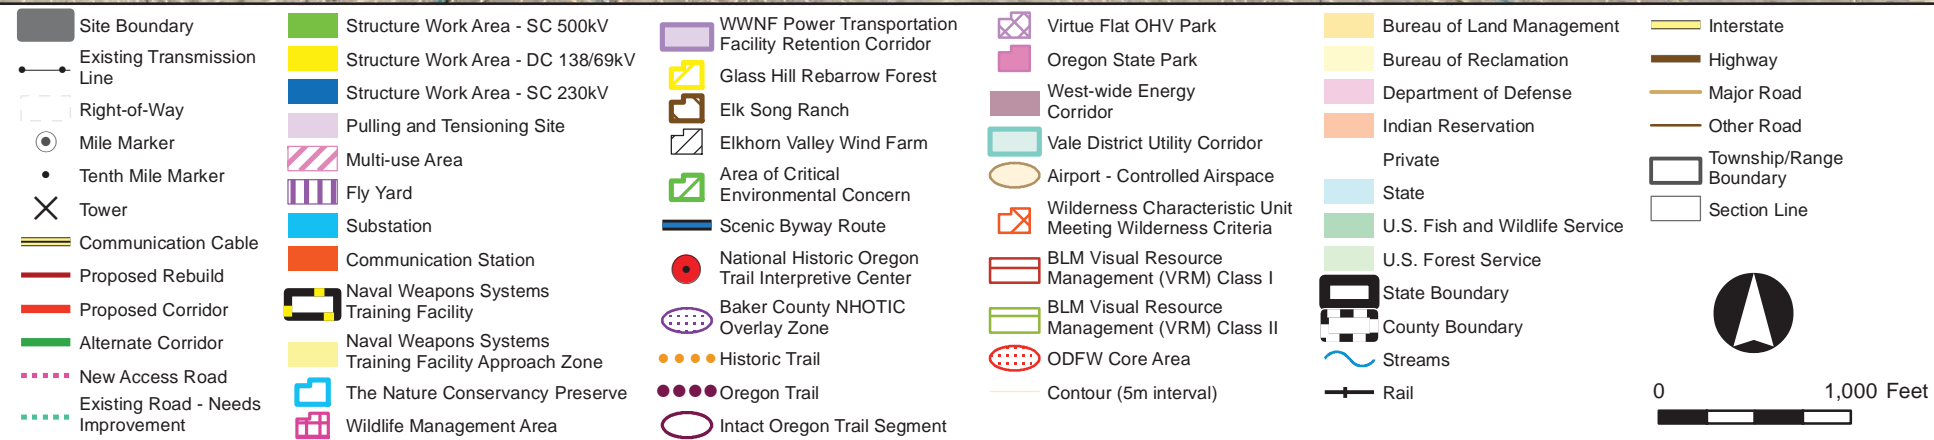 Site Boundary
Existing Transmission
Line
Right-of-Way
Mile Marker
Tenth Mile Marker
Tower
Communication Cable
Proposed Rebuild
Proposed Corridor
Alternate Corridor
New Access Road
Existing Road - Needs
Improvement
Structure Work Area - SC 500kV
Structure Work Area - DC 138/69kV
Structure Work Area - SC 230kV
Pulling and Tensioning Site
Multi-use Area
Fly Yard
Substation
Communication Station
Naval Weapons Systems
Training Facility
Naval Weapons Systems
Training Facility Approach Zone
The Nature Conservancy Preserve
Wildlife Management Area
WWNF Power Transportation
Facility Retention Corridor
Glass Hill Rebarrow Forest
Elk Song Ranch
Elkhorn Valley Wind Farm
Area of Critical
Environmental Concern
Scenic Byway Route
National Historic Oregon
Trail Interpretive Center
Baker County NHOTIC
Overlay Zone
Historic Trail
Oregon Trail
Intact Oregon Trail Segment
Virtue Flat OHV Park
Oregon State Park
West-wide Energy
Corridor
Vale District Utility Corridor
Airport - Controlled Airspace
Wilderness Characteristic Unit
Meeting Wilderness Criteria
BLM Visual Resource
Management (VRM) Class I
BLM Visual Resource
Management (VRM) Class II
ODFW Core Area
Contour (5m interval)
Bureau of Land Management
Bureau of Reclamation
Department of Defense
Indian Reservation
Private
State
U.S. Fish and Wildlife Service
U.S. Forest Service
State Boundary
County Boundary
Streams
Rail
Interstate
Highway
Major Road
Other Road
Township/Range
Boundary
Section Line
0 1,000 Feet